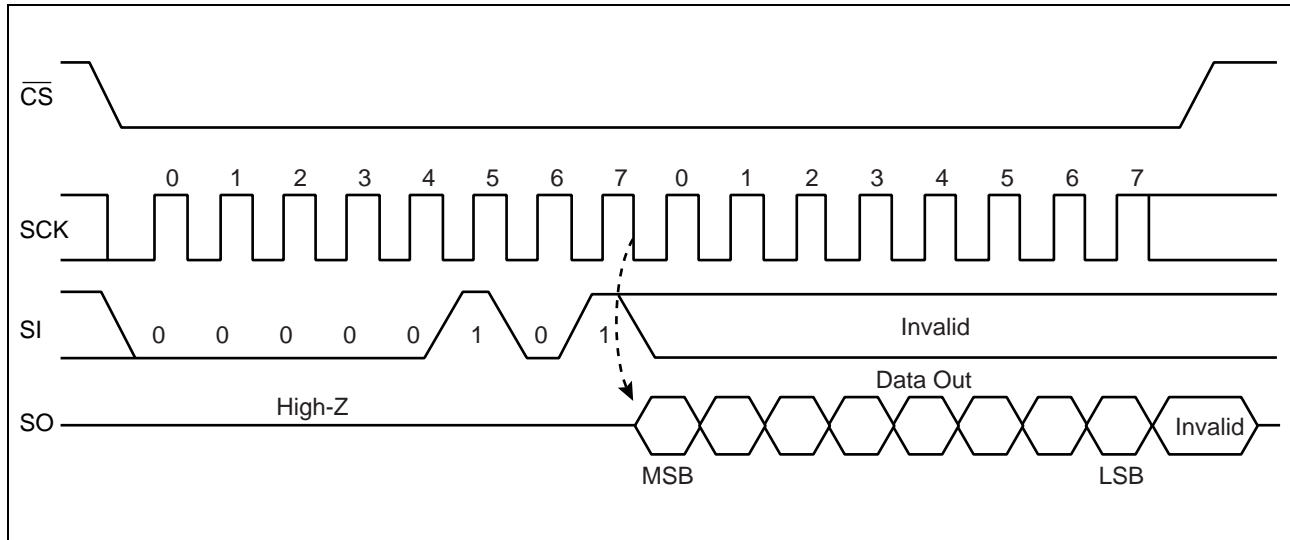 CS
0 1 2 3 4 5 6 7 0 1 2 3 4 5 6 7
SCK
SI 0 0 0 0 0 1 0 1 Invalid
Data Out
High-Z
SO Invalid
MSB LSB